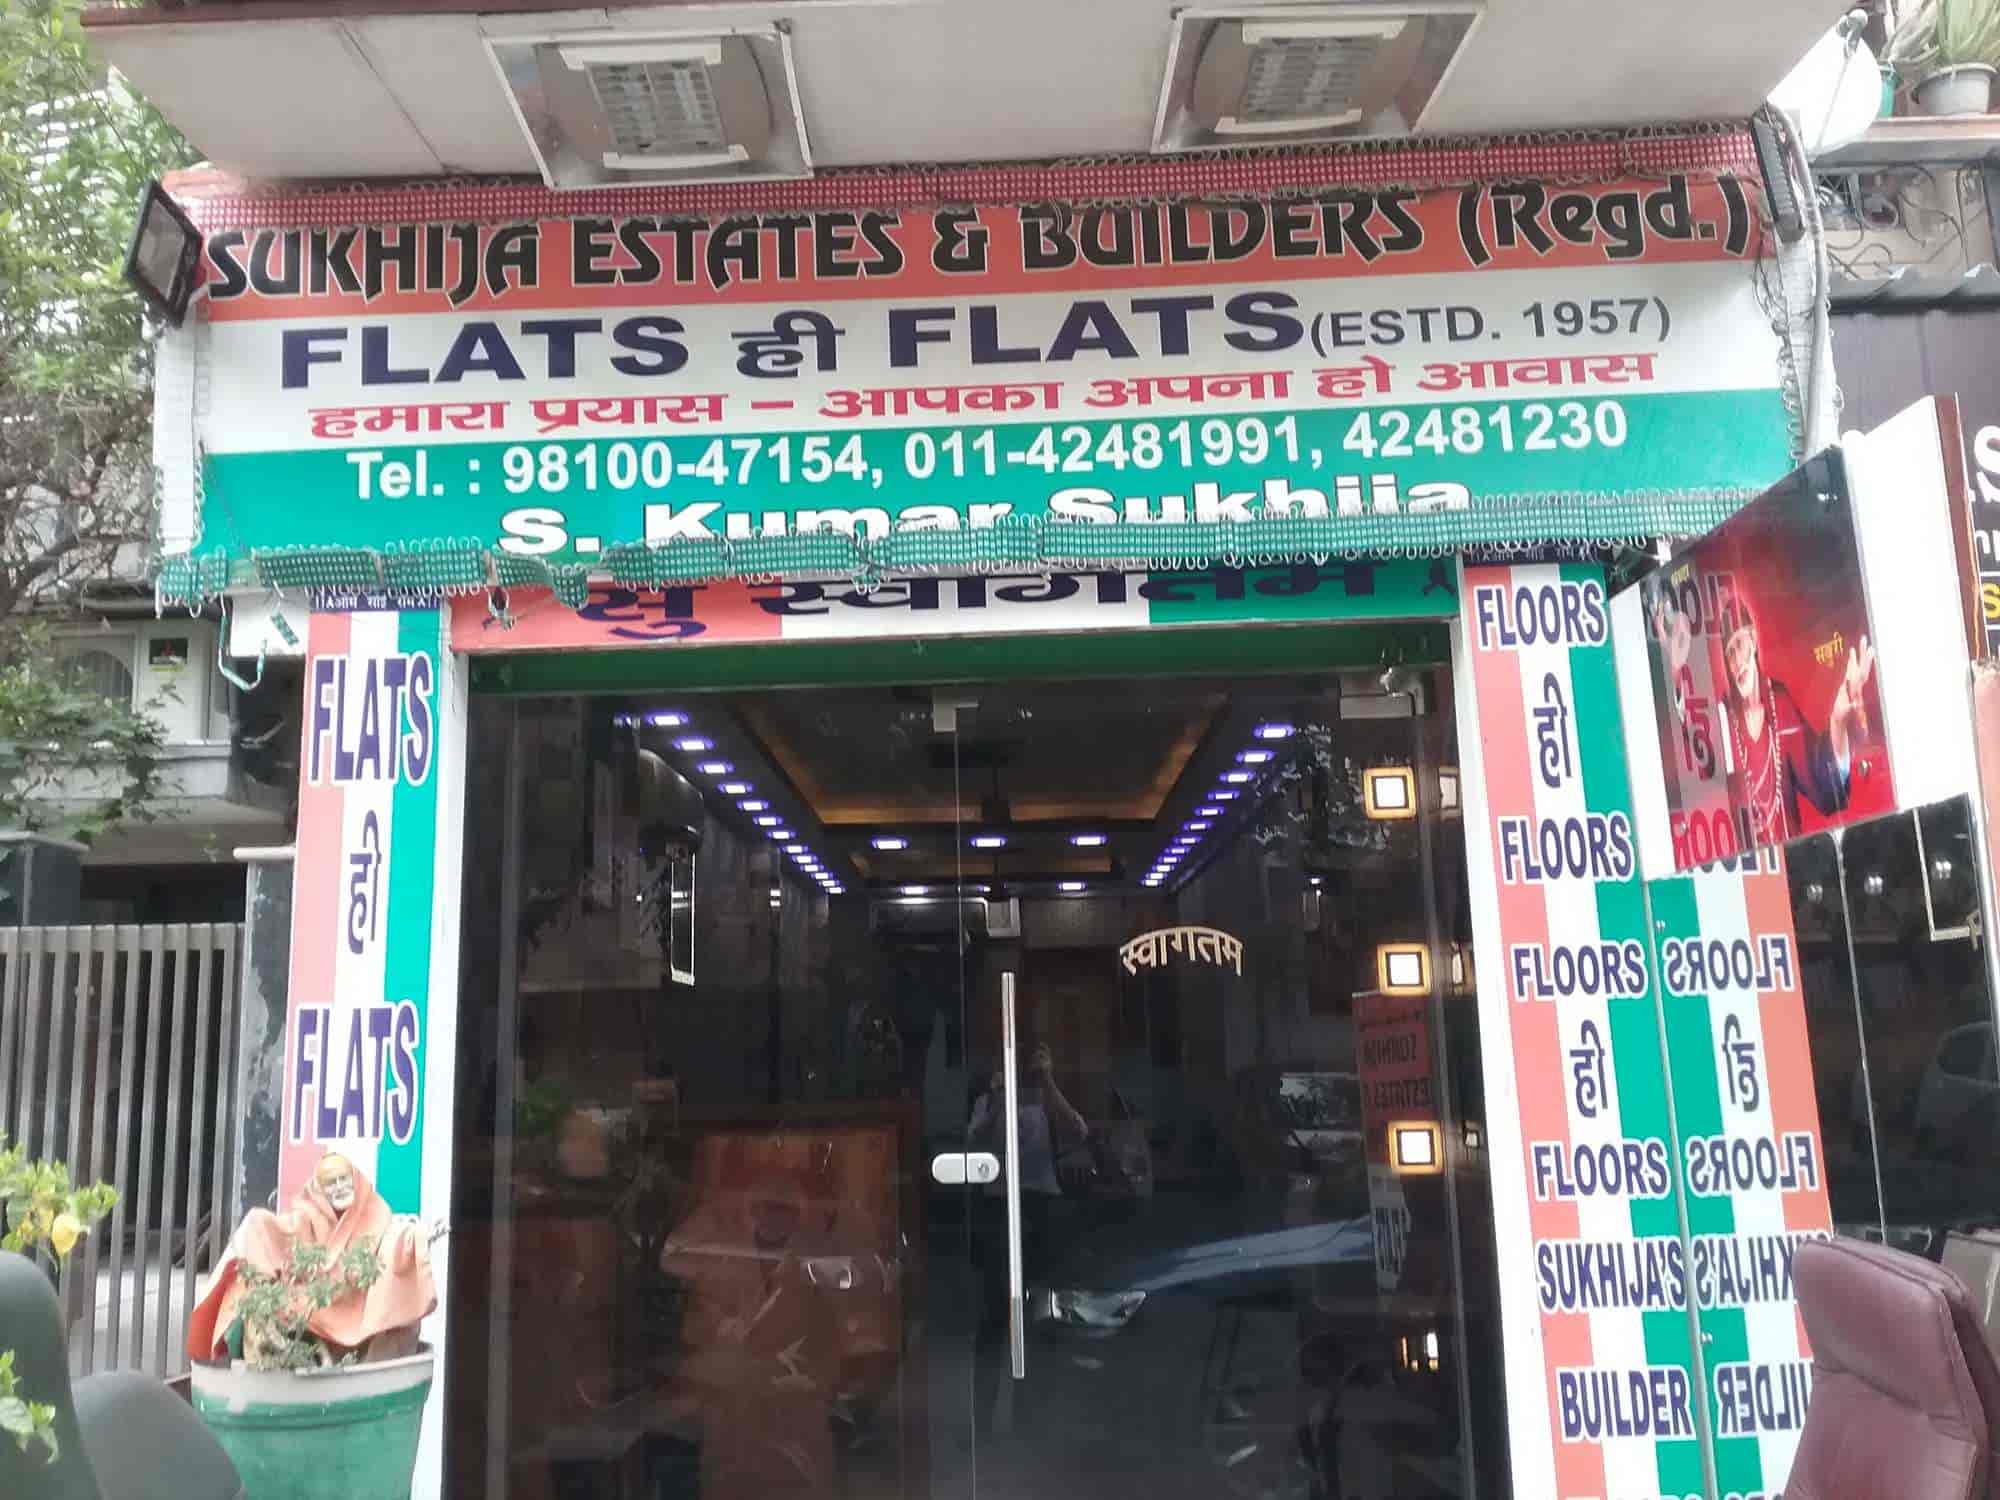 SUKHIJA ESTATES & BUILDERS (Regd.)
FLATS ही FLATS (ESTD. 1957)
हमारा प्रयास – आपका अपना हो आवास
Tel. : 98100-47154, 011-42481991, 42481230
S. Kumar Sukhija
सु स्वागतम
FLATS
ही
FLATS
स्वागतम
FLOORS
ही
FLOORS
FLOORS
ही
FLOORS
SUKHIJA'S
BUILDER
सबुरी